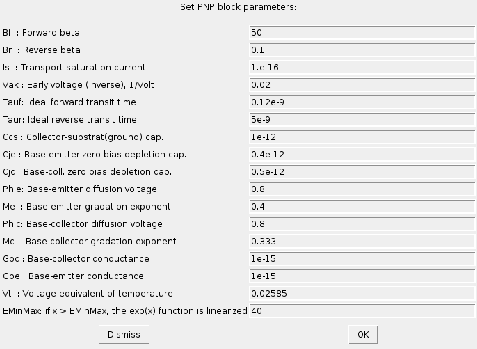 Set PNP block parameters:
Bf : Forward beta 50
Br : Reverse beta 0.1
Is : Transport saturation current 1.e-16
Vak : Early voltage (inverse), 1/Volt 0.02
Tauf: Ideal forward transit time 0.12e-9
Taur: Ideal reverse transit time 5e-9
Ccs : Collector-substrat(ground) cap. 1e-12
Cje : Base-emitter zero bias depletion cap. 0.4e-12
Cjc : Base-coll. zero bias depletion cap. 0.5e-12
Phie: Base-emitter diffusion voltage 0.8
Me : Base-emitter gradation exponent 0.4
Phic: Base-collector diffusion voltage 0.8
Mc : Base-collector gradation exponent 0.333
Gbc : Base-collector conductance 1e-15
Gbe : Base-emitter conductance 1e-15
Vt : Voltage equivalent of temperature 0.02585
EMinMax: if x > EMinMax, the exp(x) function is linearized 40
Dismiss OK